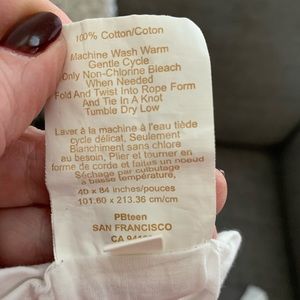 100% Cotton/Coton
Machine Wash Warm
Gentle Cycle
Only Non-Chlorine Bleach
When Needed
Fold And Twist Into Rope Form
And Tie In A Knot
Tumble Dry Low
Laver à la machine à l'eau tiède
cycle délicat, Seulement
Bianchiment sans chlore
au besoin, Plier et tourner en
forme de corde et faituis un noeud
Séchage par culbutage
à basse température,
40 x 84 inches/pouces
101.60 x 213.36 cm/cm
PBteen
SAN FRANCISCO
CA